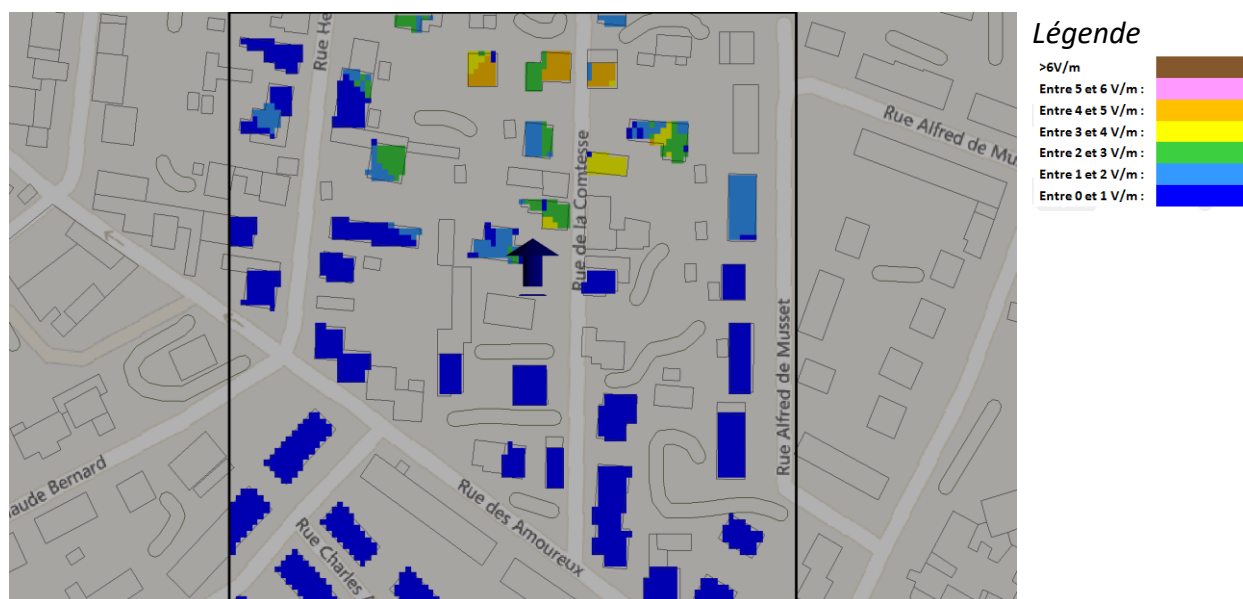 Rue He
Rue de la Comtesse
Rue Alfred de Mu
Rue Alfred de Musset
aude Bernard
Rue des Amoureux
Rue Charles
Légende
>6V/m
Entre 5 et 6 V/m :
Entre 4 et 5 V/m :
Entre 3 et 4 V/m :
Entre 2 et 3 V/m :
Entre 1 et 2 V/m :
Entre 0 et 1 V/m :